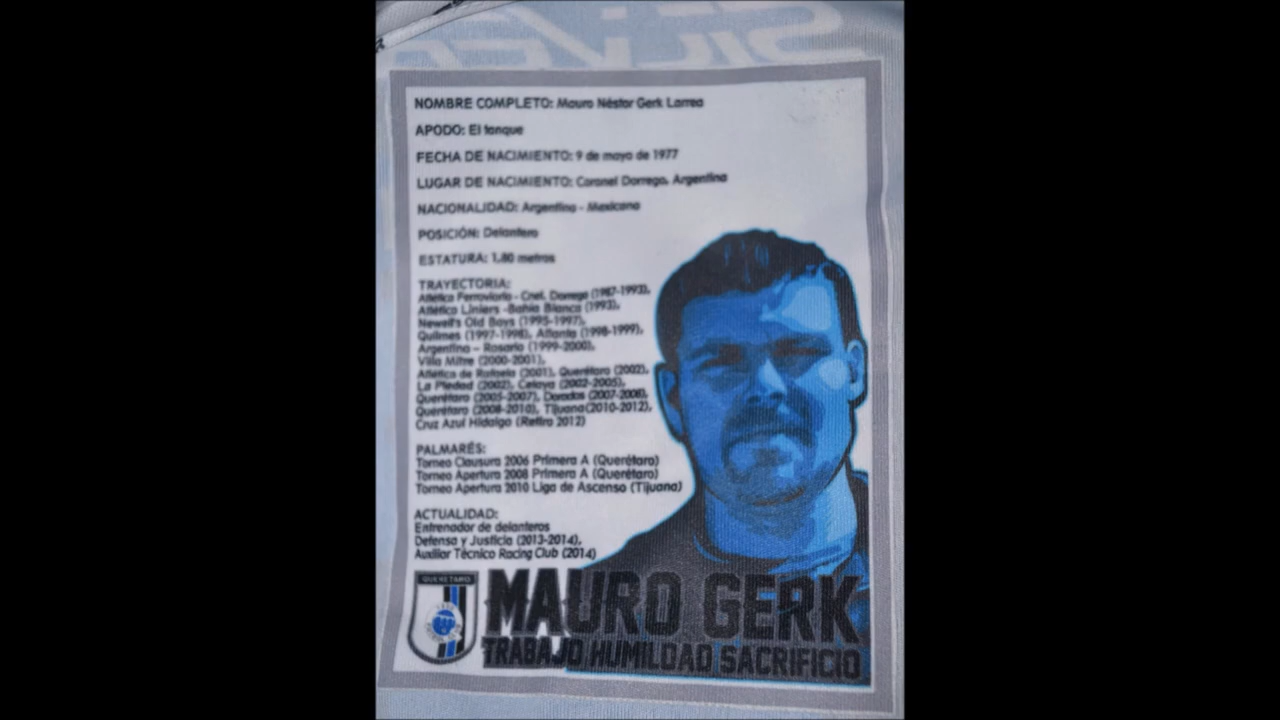 NOMBRE COMPLETO: Mauro Néstor Gerk Larrea
APODO: El tanque
FECHA DE NACIMIENTO: 9 de mayo de 1977
LUGAR DE NACIMIENTO: Coronel Dorrego, Argentina
NACIONALIDAD: Argentino - Mexicana
POSICIÓN: Delantero
ESTATURA: 1.80 metros
TRAYECTORIA:
Atlético Ferroviario - Cnel. Dorrego (1987-1993),
Atlético Liniers -Bahía Blanca (1993),
Newell's Old Boys (1995-1997),
Quilmes (1997-1998), Atlanta (1998-1999),
Argentino - Rosario (1999-2000),
Villa Mitre (2000-2001),
Atlético de Rafaela (2001), Querétaro (2002),
La Piedad (2002), Celaya (2002-2005),
Querétaro (2005-2007), Dorados (2007-2008),
Querétaro (2008-2010), Tijuana(2010-2012),
Cruz Azul Hidalgo (Retiro 2012)
PALMARÉS:
Torneo Clausura 2006 Primera A (Querétaro)
Torneo Apertura 2008 Primera A (Querétaro)
Torneo Apertura 2010 Liga de Ascenso (Tijuana)
ACTUALIDAD:
Entrenador de delanteros
Defensa y Justicia (2013-2014),
Auxiliar Técnico Racing Club (2014)
QUERETARO
MAURO GERK
TRABAJO HUMILDAD SACRIFICIO